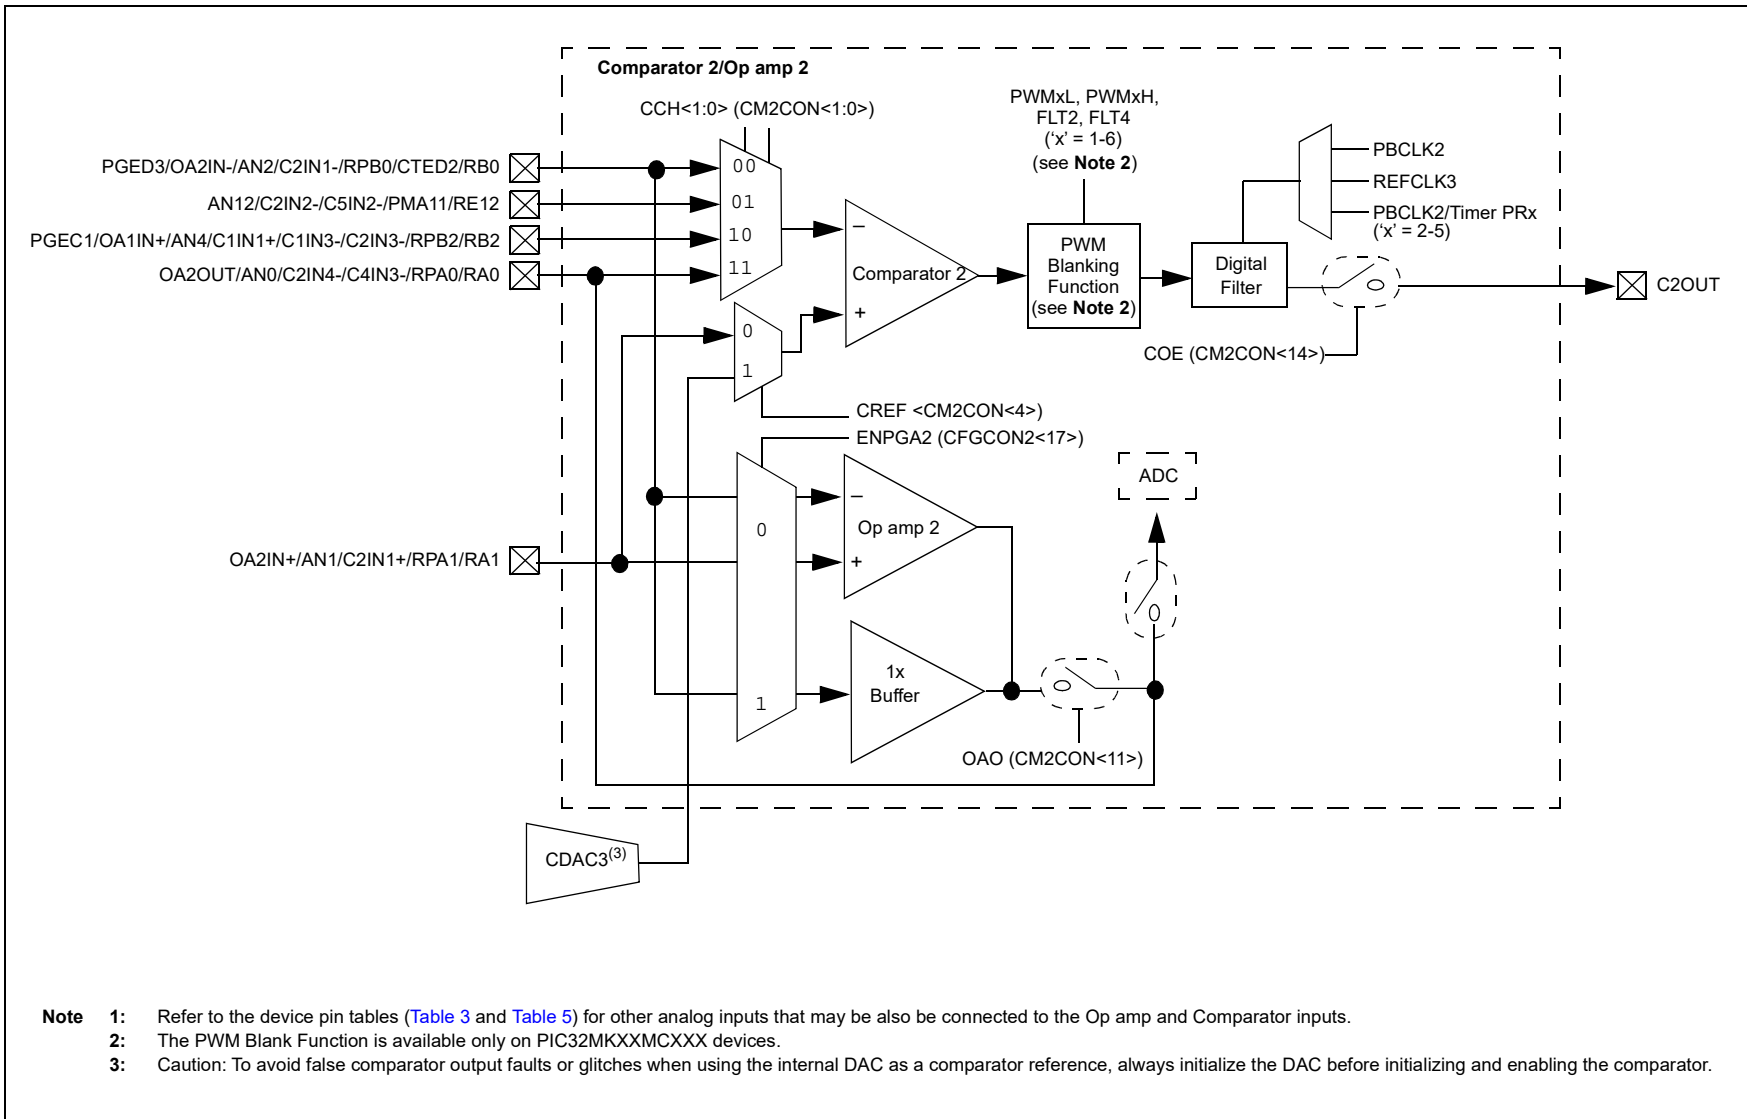 Comparator 2/Op amp 2
CCH<1:0> (CM2CON<1:0>)
PWMxL, PWMxH,
FLT2, FLT4
(‘x’ = 1-6)
(see Note 2)
PGED3/OA2IN-/AN2/C2IN1-/RPB0/CTED2/RB0
AN12/C2IN2-/C5IN2-/PMA11/RE12
PGEC1/OA1IN+/AN4/C1IN1+/C1IN3-/C2IN3-/RPB2/RB2
OA2OUT/AN0/C2IN4-/C4IN3-/RPA0/RA0
00
01
10
11
–
Comparator 2
+
PWM
Blanking
Function
(see Note 2)
Digital
Filter
PBCLK2
REFCLK3
PBCLK2/Timer PRx
(‘x’ = 2-5)
C2OUT
COE (CM2CON<14>)
0
1
CREF <CM2CON<4>)
ENPGA2 (CFGCON2<17>)
ADC
–
Op amp 2
+
0
OA2IN+/AN1/C2IN1+/RPA1/RA1
1
1x
Buffer
OAO (CM2CON<11>)
CDAC3(3)
Note 1: Refer to the device pin tables (Table 3 and Table 5) for other analog inputs that may be also be connected to the Op amp and Comparator inputs.
2: The PWM Blank Function is available only on PIC32MKXXMCXXX devices.
3: Caution: To avoid false comparator output faults or glitches when using the internal DAC as a comparator reference, always initialize the DAC before initializing and enabling the comparator.